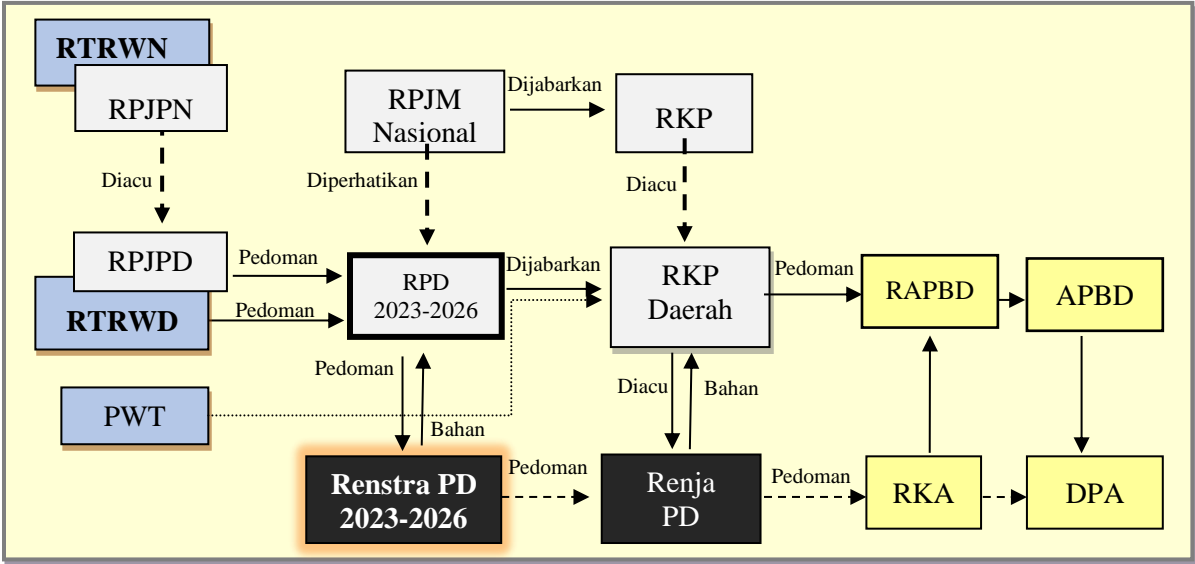 RTRWN
RPJPN
RPJM
Nasional
Dijabarkan
RKP
Diacu
Diperhatikan
Diacu
RPJPD
RTRWD
Pedoman
Pedoman
RPD
2023-2026
Dijabarkan
RKP
Daerah
Pedoman
RAPBD
APBD
PWT
Pedoman
Bahan
Diacu
Bahan
Renstra PD
2023-2026
Pedoman
Renja
PD
Pedoman
RKA
DPA